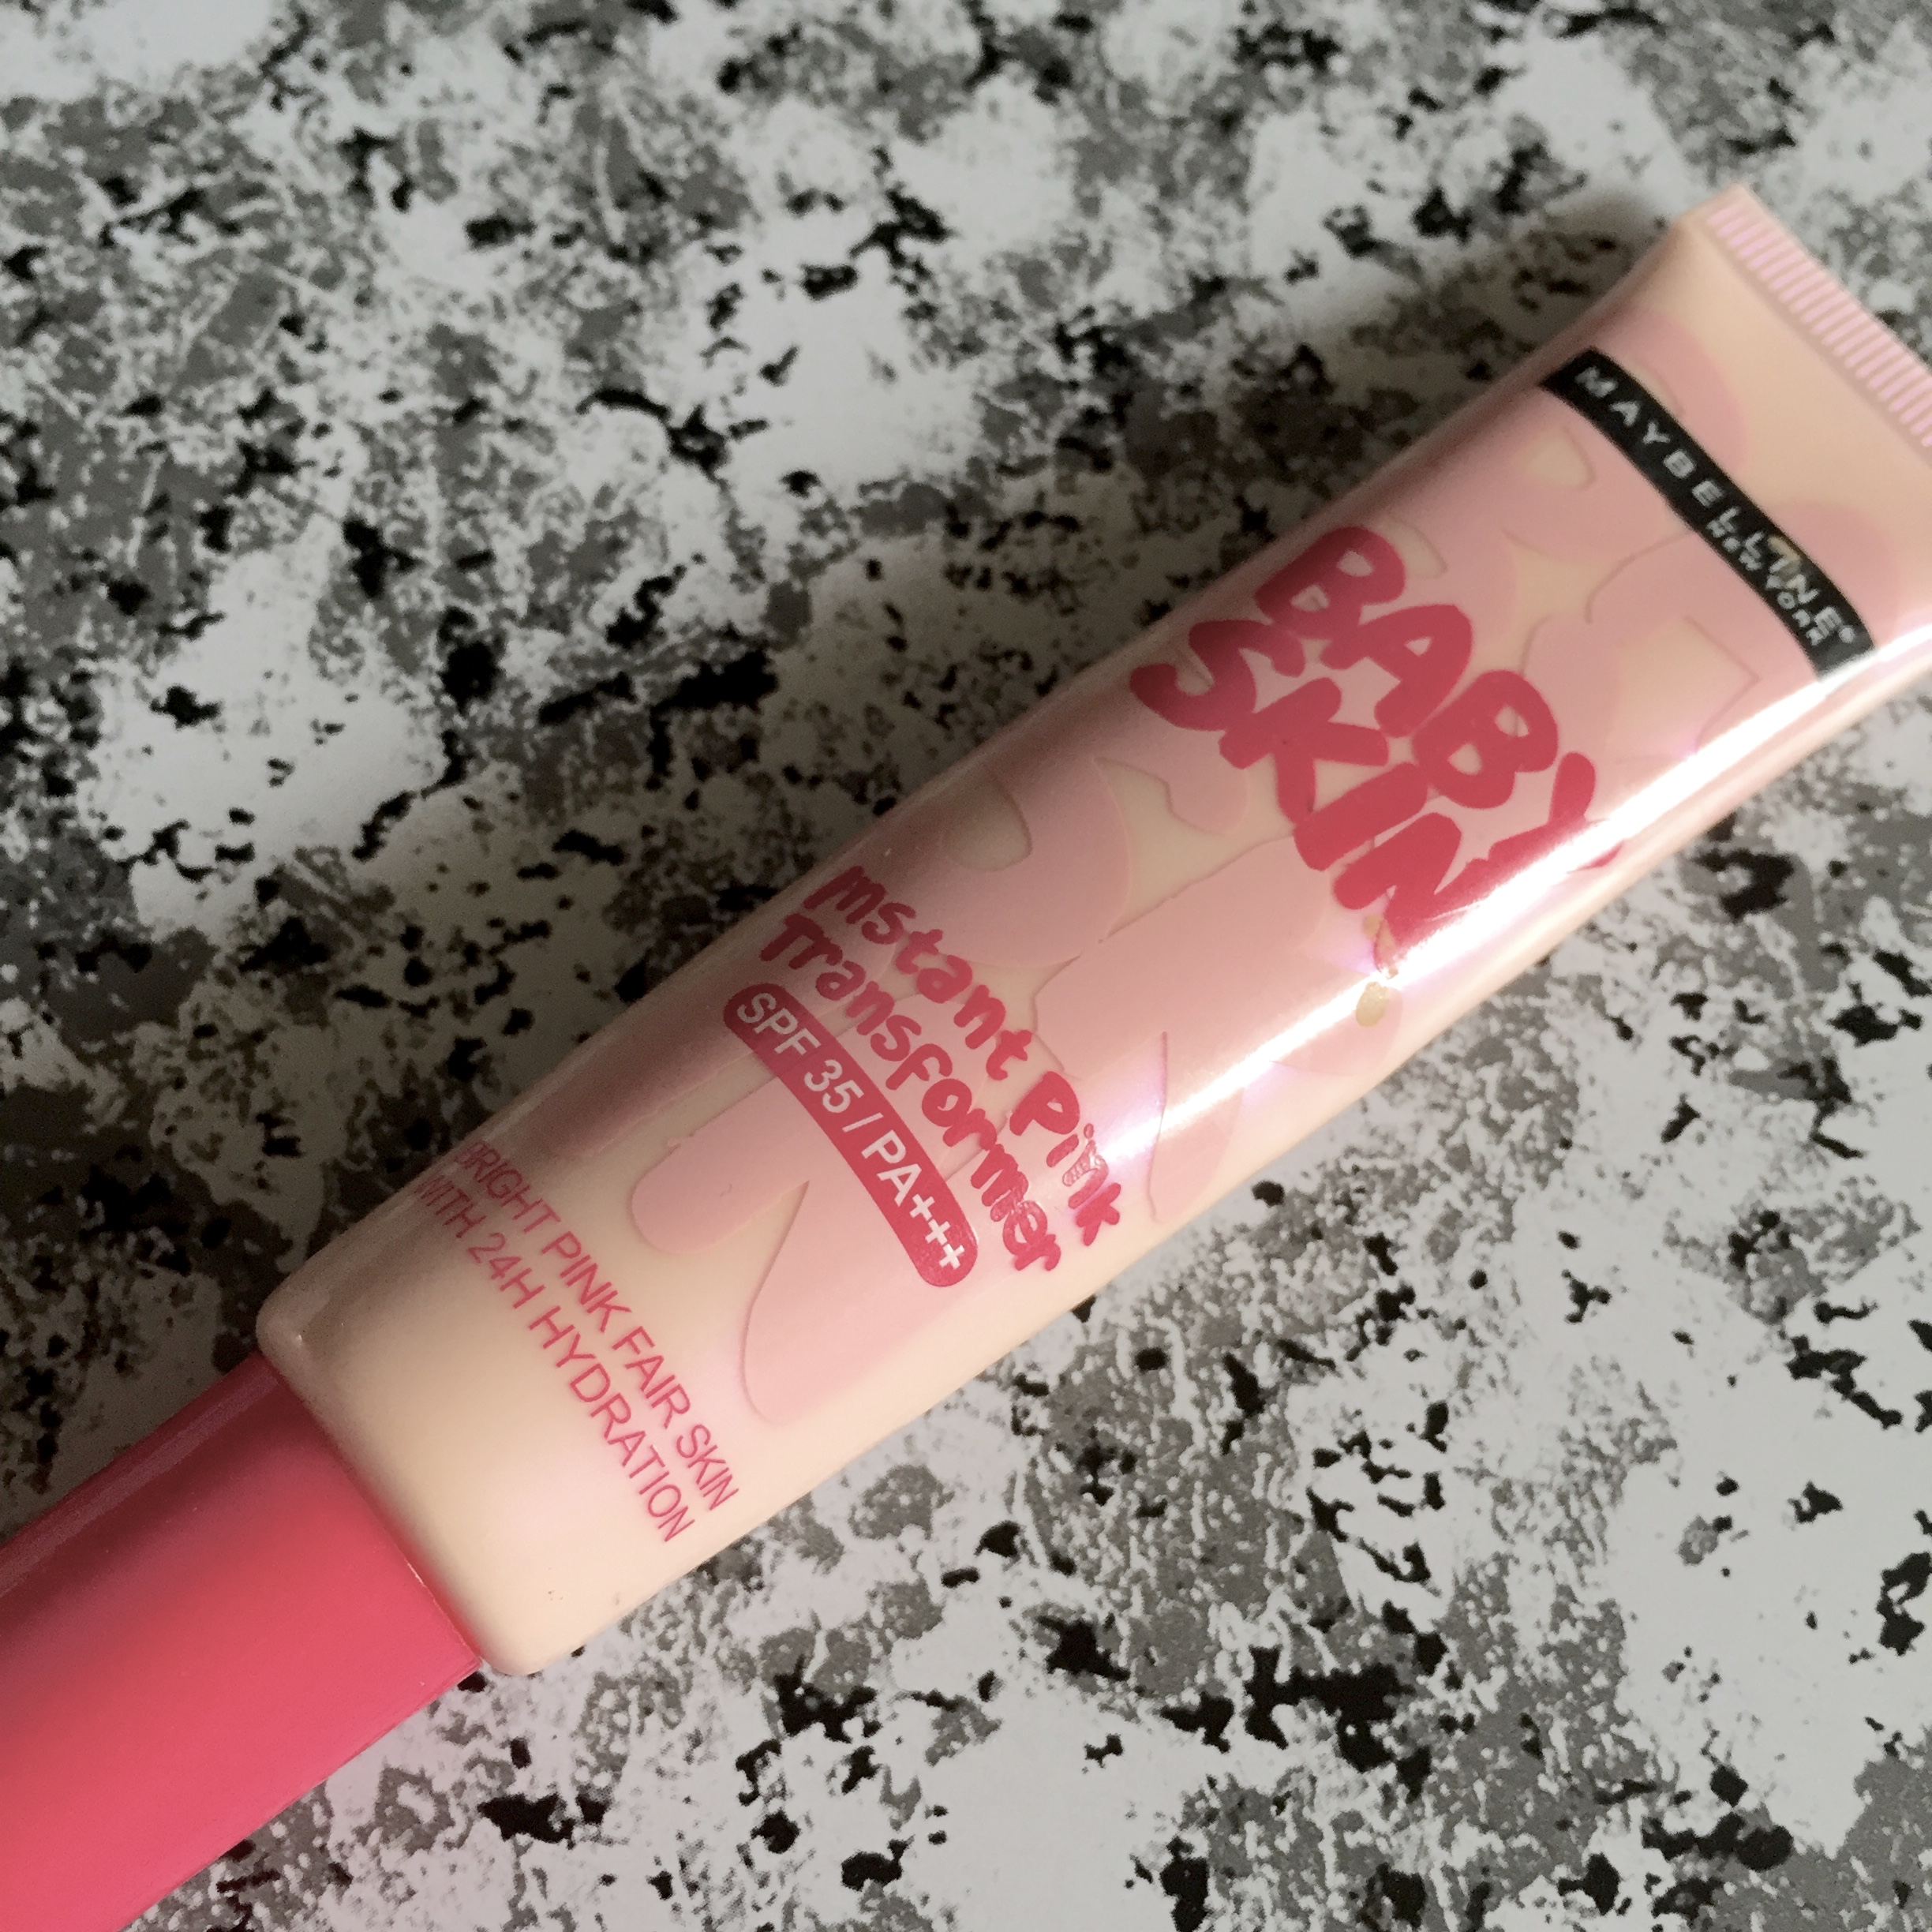 MAYBELLINE®
NEW YORK
BABY
SKIN
Instant Pink
Transformer
SPF 35 / PA+++
BRIGHT PINK FAIR SKIN
WITH 24H HYDRATION